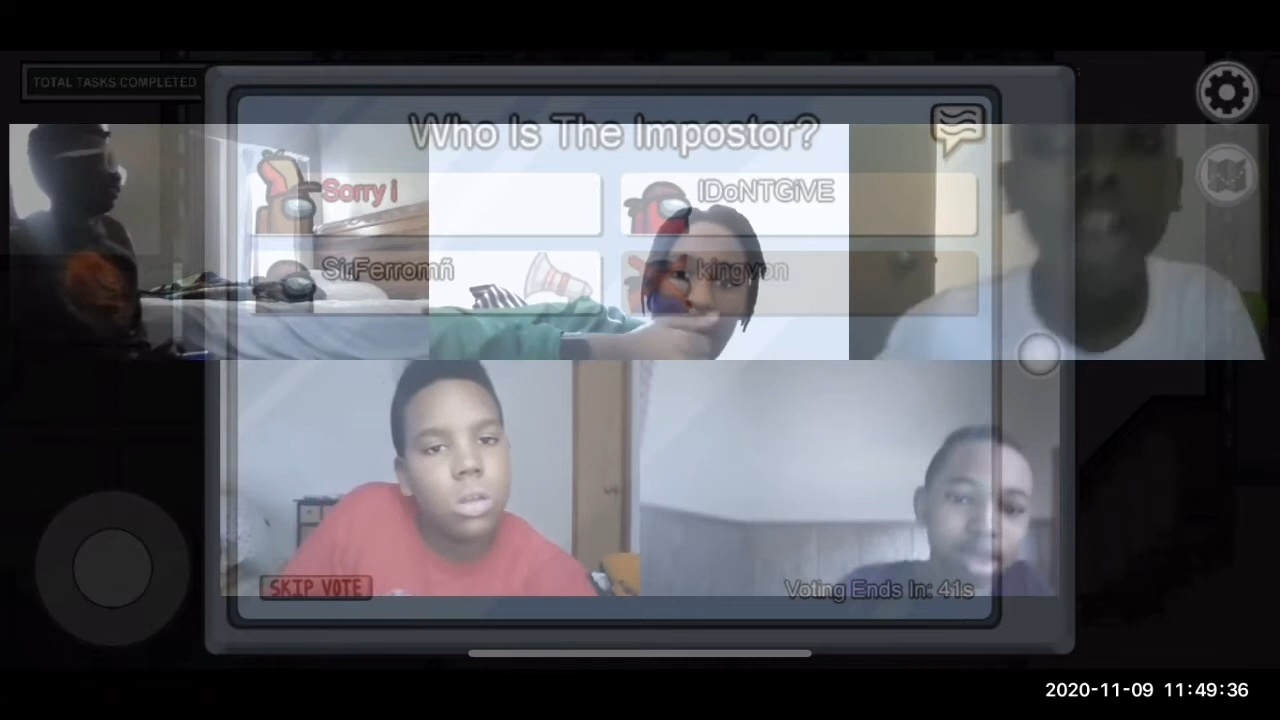 TOTAL TASKS COMPLETED
Who Is The Impostor?
Sorry i
IDoNTGiVE
SirFerromñ
kingvon
SKIP VOTE
Voting Ends In: 41s
2020-11-09 11:49:36